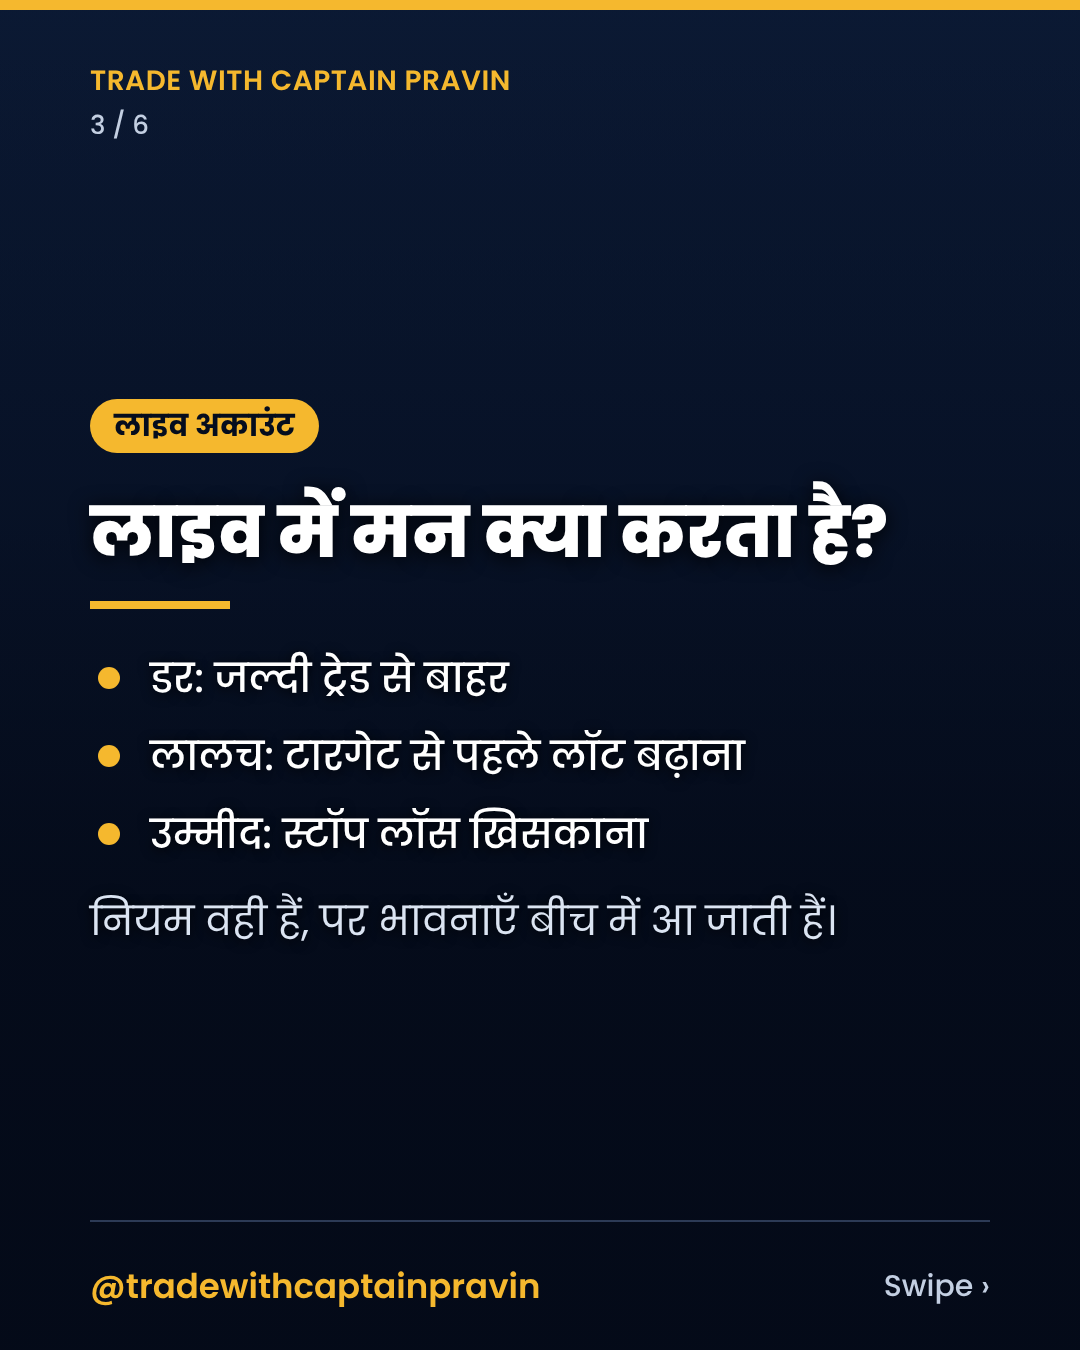 TRADE WITH CAPTAIN PRAVIN
3 / 6
लाइव अकाउंट
लाइव में मन क्या करता है?
डर: जल्दी ट्रेड से बाहर
लालच: टारगेट से पहले लॉट बढ़ाना
उम्मीद: स्टॉप लॉस खिसकाना
नियम वही हैं, पर भावनाएँ बीच में आ जाती हैं।
@tradewithcaptainpravin
Swipe ›